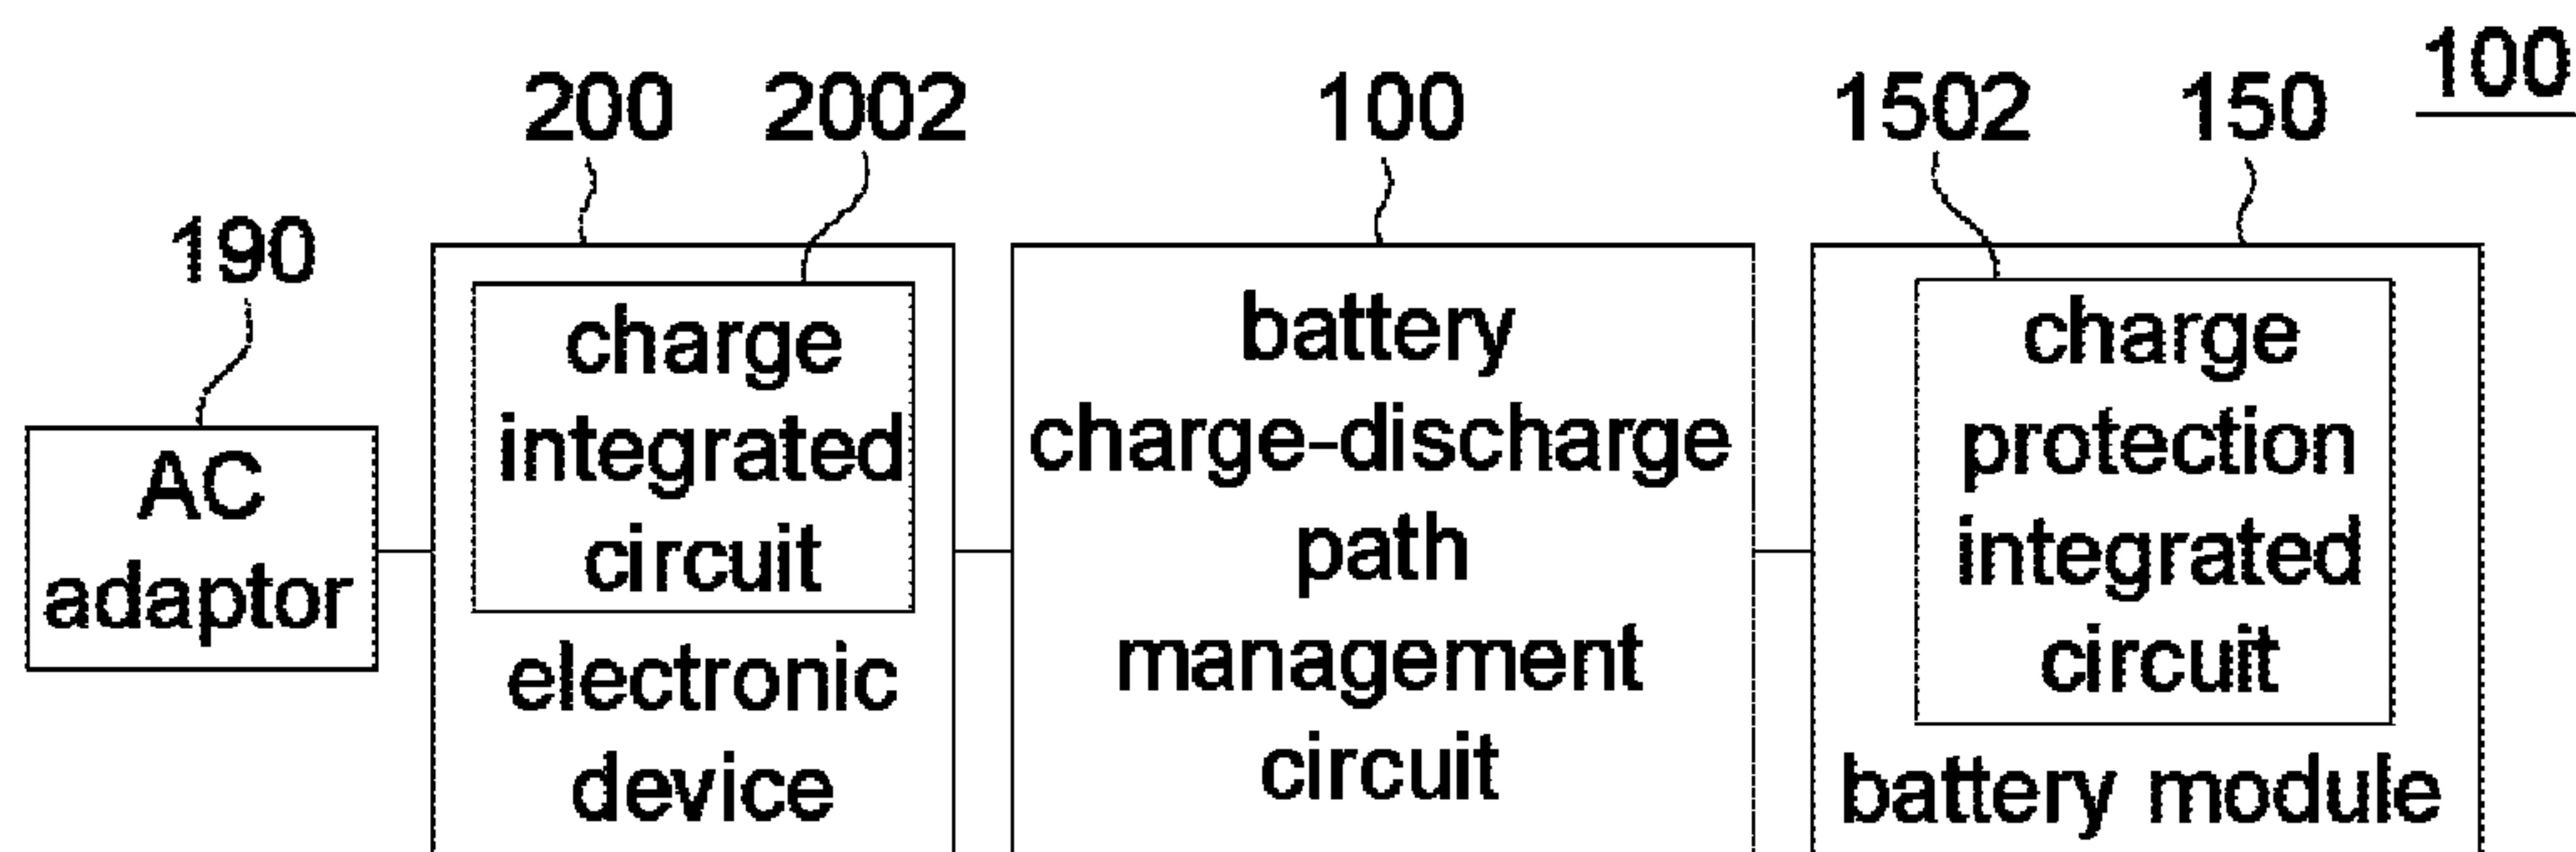 100
200
2002
100
1502
150
190
AC
adaptor
charge
integrated
circuit
electronic
device
battery
charge-discharge
path
management
circuit
charge
protection
integrated
circuit
battery module